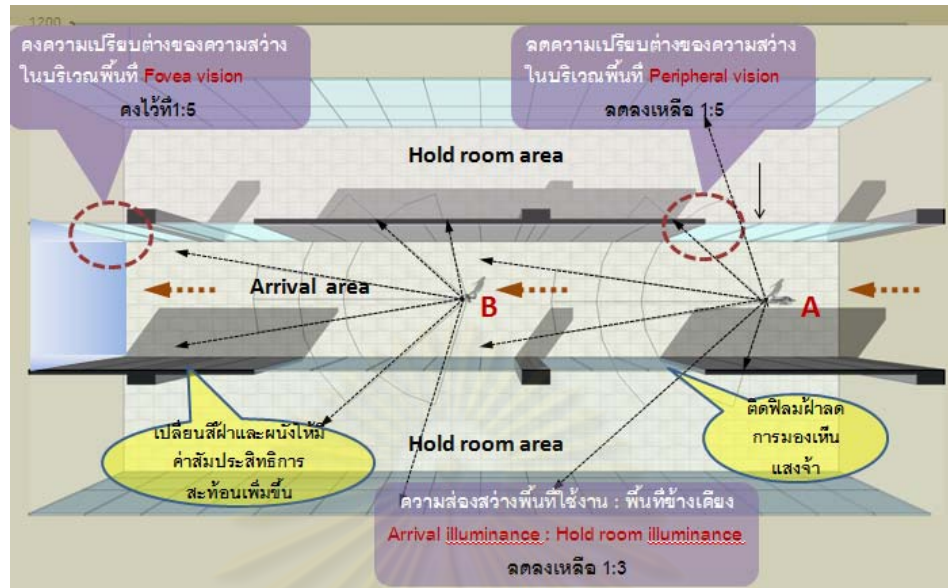 1200
คงความเปรียบต่างของความสว่าง
ในบริเวณพื้นที่ Fovea vision
คงไว้ที่1:5
ลดความเปรียบต่างของความสว่าง
ในบริเวณพื้นที่ Peripheral vision
ลดลงเหลือ 1:5
Hold room area
Arrival area
B
A
เปลี่ยนสีฝ้าและผนังให้มี
ค่าสัมประสิทธิการ
สะท้อนเพิ่มขึ้น
ติดฟิลมฝ้าลด
การมองเห็น
แสงจ้า
Hold room area
ความส่องสว่างพื้นที่ใช้งาน : พื้นที่ข้างเคียง
Arrival illuminance : Hold room illuminance
ลดลงเหลือ 1:3